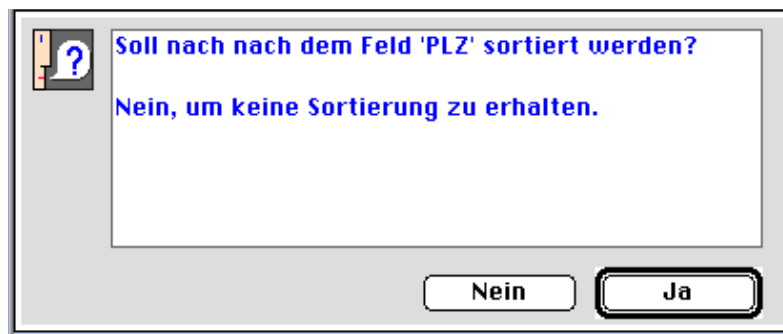 ?
Soll nach nach dem Feld 'PLZ' sortiert werden?
Nein, um keine Sortierung zu erhalten.
Nein Ja